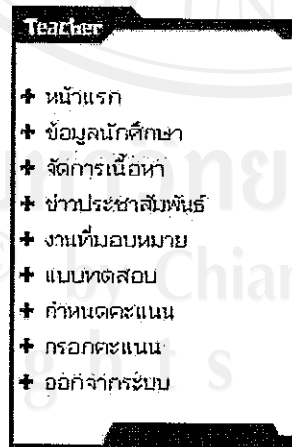 Teacher
หน้าแรก
ข้อมูลนักศึกษา
จัดการเนื้อหา
ข่าวประชาสัมพันธ์
งานที่มอบหมาย
แบบทดสอบ
กำหนดคะแนน
กรอกคะแนน
ออกจากระบบ